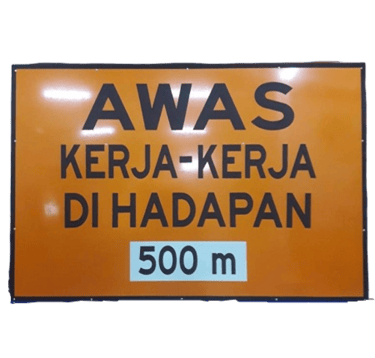 AWAS
KERJA-KERJA
DI HADAPAN
500 m